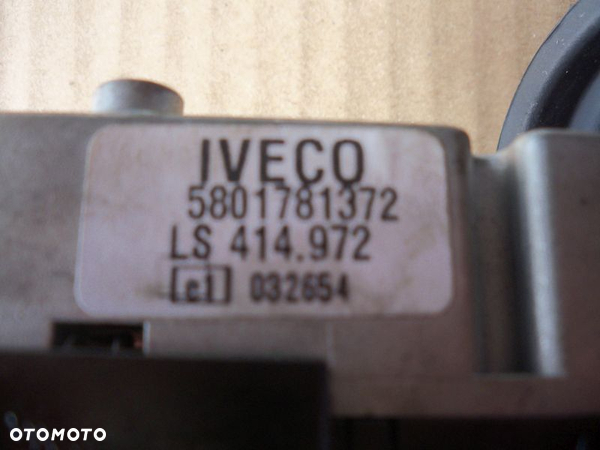 IVECO
5801781372
LS 414.972
e1 032654
OTOMOTO